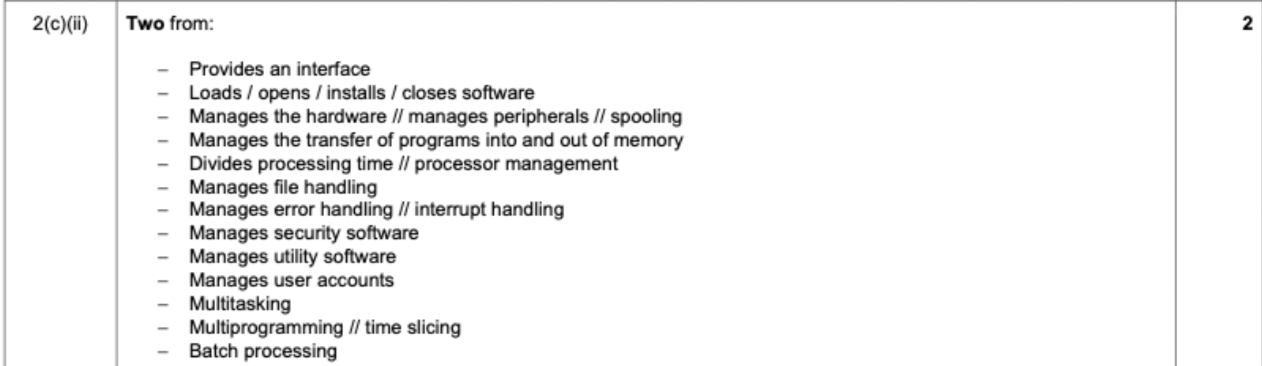 2(c)(ii) Two from: 2
– Provides an interface
– Loads / opens / installs / closes software
– Manages the hardware // manages peripherals // spooling
– Manages the transfer of programs into and out of memory
– Divides processing time // processor management
– Manages file handling
– Manages error handling // interrupt handling
– Manages security software
– Manages utility software
– Manages user accounts
– Multitasking
– Multiprogramming // time slicing
– Batch processing